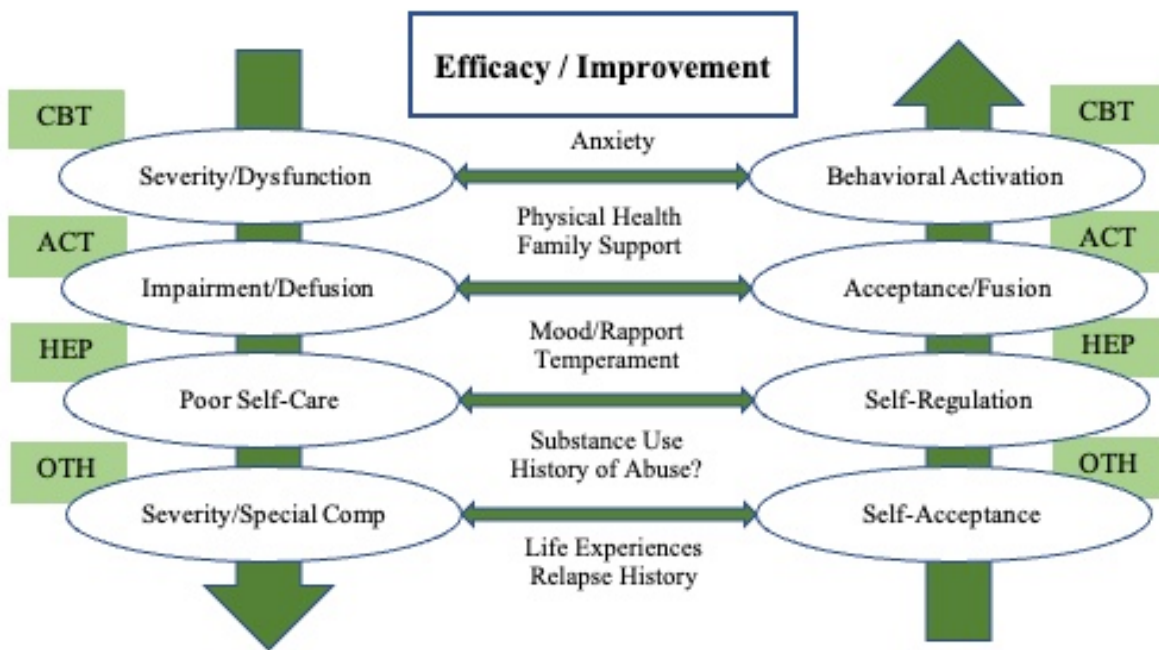 Efficacy / Improvement
CBT
CBT
Anxiety
Severity/Dysfunction
Behavioral Activation
Physical Health
Family Support
ACT
ACT
Impairment/Defusion
Acceptance/Fusion
Mood/Rapport
Temperament
HEP
HEP
Poor Self-Care
Self-Regulation
Substance Use
History of Abuse?
OTH
OTH
Severity/Special Comp
Self-Acceptance
Life Experiences
Relapse History